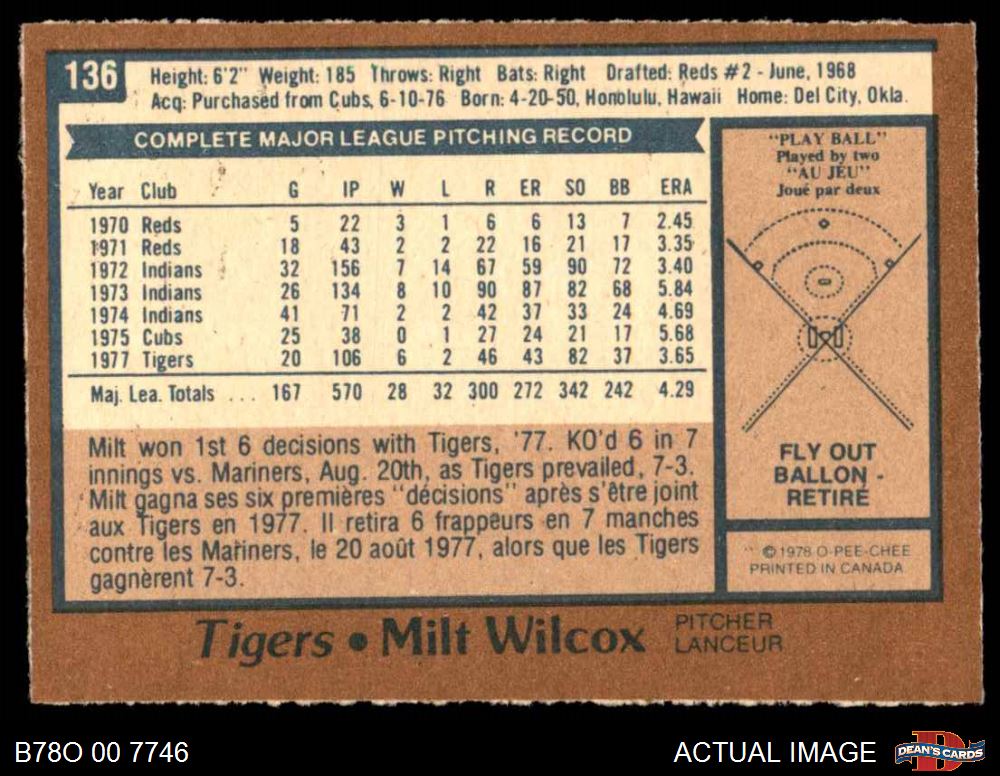 136
Height: 6'2" Weight: 185 Throws: Right Bats: Right Drafted: Reds #2 - June, 1968
Acq: Purchased from Cubs, 6-10-76 Born: 4-20-50, Honolulu, Hawaii Home: Del City, Okla.
COMPLETE MAJOR LEAGUE PITCHING RECORD
Year Club G IP W L R ER SO BB ERA
1970 Reds 5 22 3 1 6 6 13 7 2.45
1971 Reds 18 43 2 2 22 16 21 17 3.35
1972 Indians 32 156 7 14 67 59 90 72 3.40
1973 Indians 26 134 8 10 90 87 82 68 5.84
1974 Indians 41 71 2 2 42 37 33 24 4.69
1975 Cubs 25 38 0 1 27 24 21 17 5.68
1977 Tigers 20 106 6 2 46 43 82 37 3.65
Maj. Lea. Totals ... 167 570 28 32 300 272 342 242 4.29
Milt won 1st 6 decisions with Tigers, '77. KO'd 6 in 7
innings vs. Mariners, Aug. 20th, as Tigers prevailed, 7-3.
Milt gagna ses six premières "décisions" après s'être joint
aux Tigers en 1977. Il retira 6 frappeurs en 7 manches
contre les Mariners, le 20 août 1977, alors que les Tigers
gagnèrent 7-3.
"PLAY BALL"
Played by two
"AU JEU"
Joué par deux
FLY OUT
BALLON -
RETIRÉ
© 1978 O-PEE-CHEE
PRINTED IN CANADA
Tigers • Milt Wilcox
PITCHER
LANCEUR
B78O 00 7746
ACTUAL IMAGE
DEAN'S CARDS